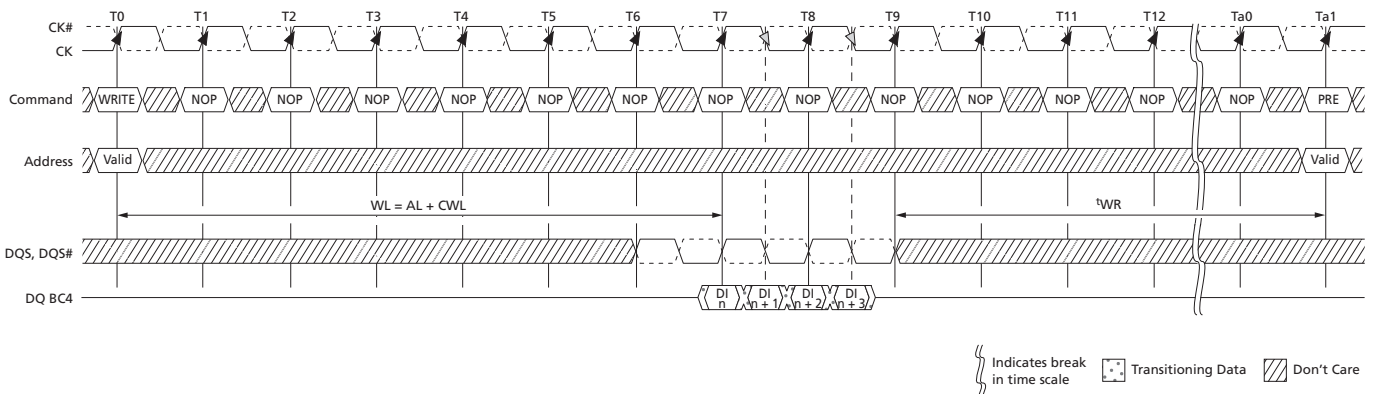 T0 T1 T2 T3 T4 T5 T6 T7 T8 T9 T10 T11 T12 Ta0 Ta1
CK#
CK
Command WRITE NOP NOP NOP NOP NOP NOP NOP NOP NOP NOP NOP NOP NOP PRE
Address Valid Valid
WL = AL + CWL tWR
DQS, DQS#
DQ BC4 DI n DI n + 1 DI n + 2 DI n + 3
Indicates break
in time scale
Transitioning Data
Don't Care